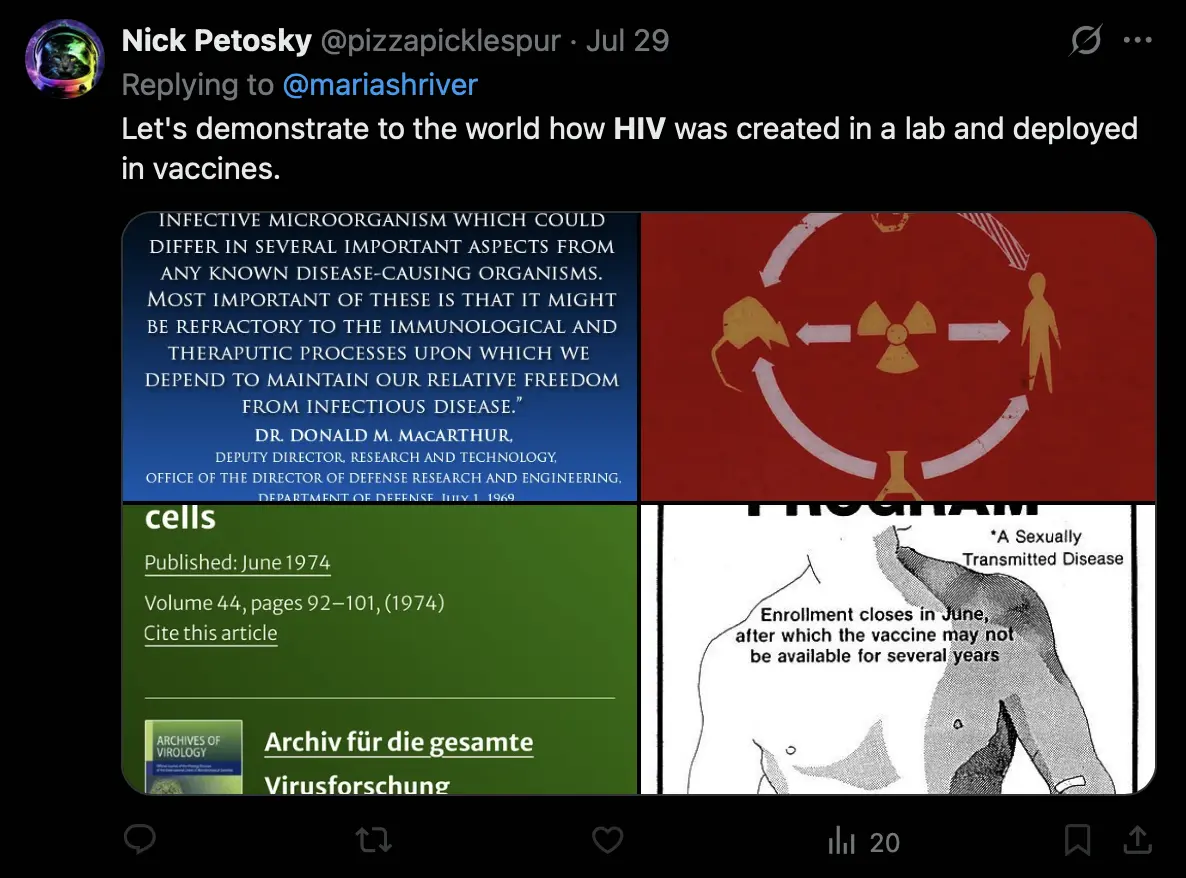 Nick Petosky @pizzapicklespur · Jul 29
Replying to @mariashriver
Let's demonstrate to the world how HIV was created in a lab and deployed
in vaccines.
INFECTIVE MICROORGANISM WHICH COULD
DIFFER IN SEVERAL IMPORTANT ASPECTS FROM
ANY KNOWN DISEASE-CAUSING ORGANISMS.
MOST IMPORTANT OF THESE IS THAT IT MIGHT
BE REFRACTORY TO THE IMMUNOLOGICAL AND
THERAPUTIC PROCESSES UPON WHICH WE
DEPEND TO MAINTAIN OUR RELATIVE FREEDOM
FROM INFECTIOUS DISEASE.”
DR. DONALD M. MACARTHUR,
DEPUTY DIRECTOR, RESEARCH AND TECHNOLOGY,
OFFICE OF THE DIRECTOR OF DEFENSE RESEARCH AND ENGINEERING,
DEPARTMENT OF DEFENSE, JULY 1, 1969
cells
Published: June 1974
Volume 44, pages 92–101, (1974)
Cite this article
ARCHIVES OF
VIROLOGY
Archiv für die gesamte
Virusforschung
PROGRAM
*A Sexually
Transmitted Disease
Enrollment closes in June,
after which the vaccine may not
be available for several years
20